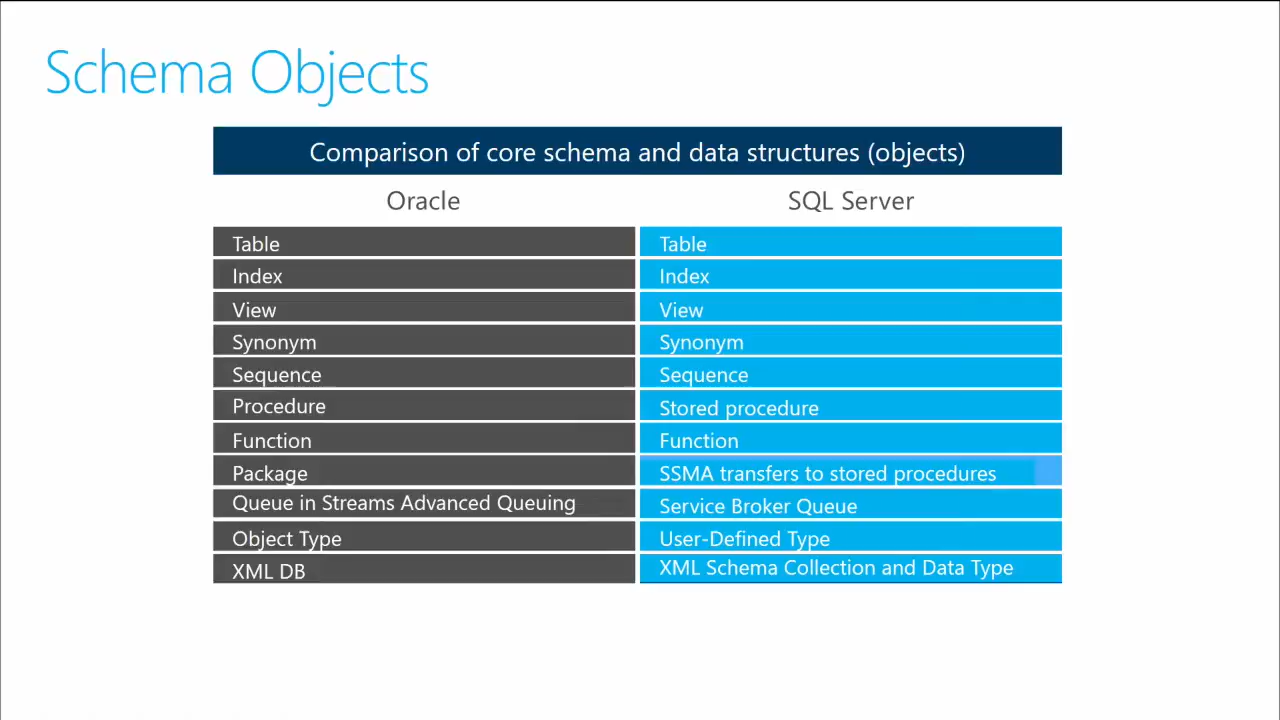 Schema Objects
Comparison of core schema and data structures (objects)
Oracle SQL Server
Table Table
Index Index
View View
Synonym Synonym
Sequence Sequence
Procedure Stored procedure
Function Function
Package SSMA transfers to stored procedures
Queue in Streams Advanced Queuing Service Broker Queue
Object Type User-Defined Type
XML DB XML Schema Collection and Data Type